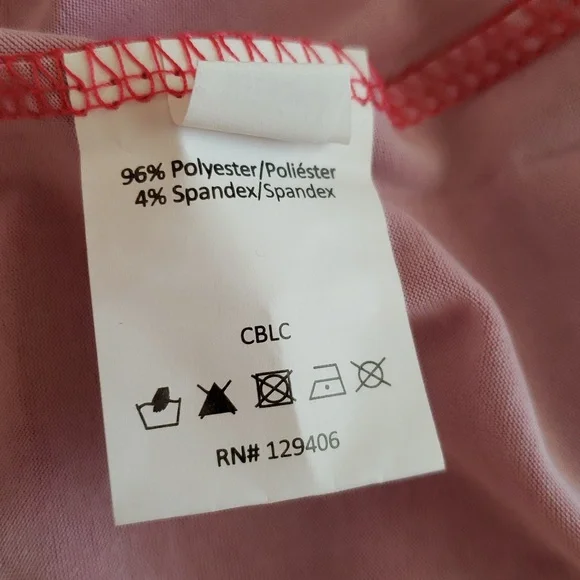 96% Polyester/Poliéster
4% Spandex/Spandex
CBLC
RN# 129406